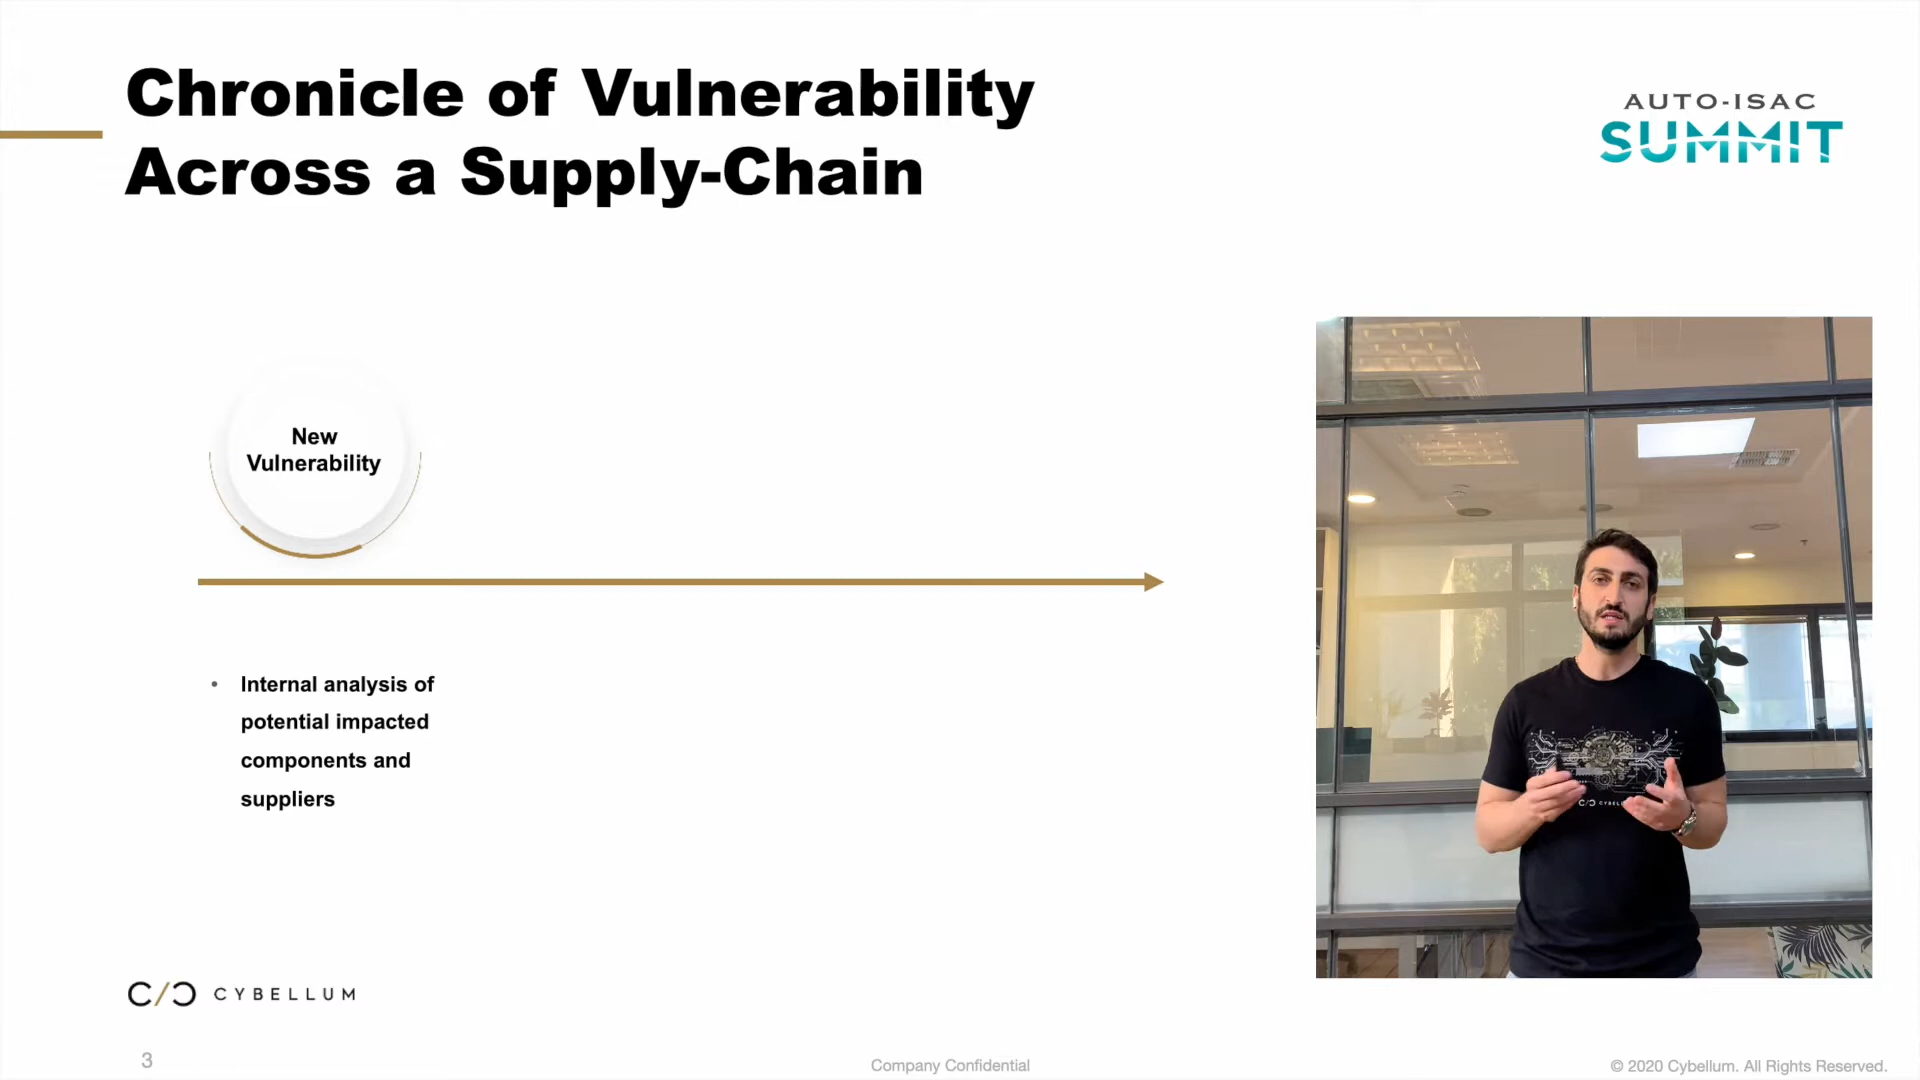 Chronicle of Vulnerability
Across a Supply-Chain
AUTO-ISAC
SUMMIT
New
Vulnerability
• Internal analysis of
potential impacted
components and
suppliers
C/C CYBELLUM
C/C CYBELL
3
Company Confidential
© 2020 Cybellum. All Rights Reserved.